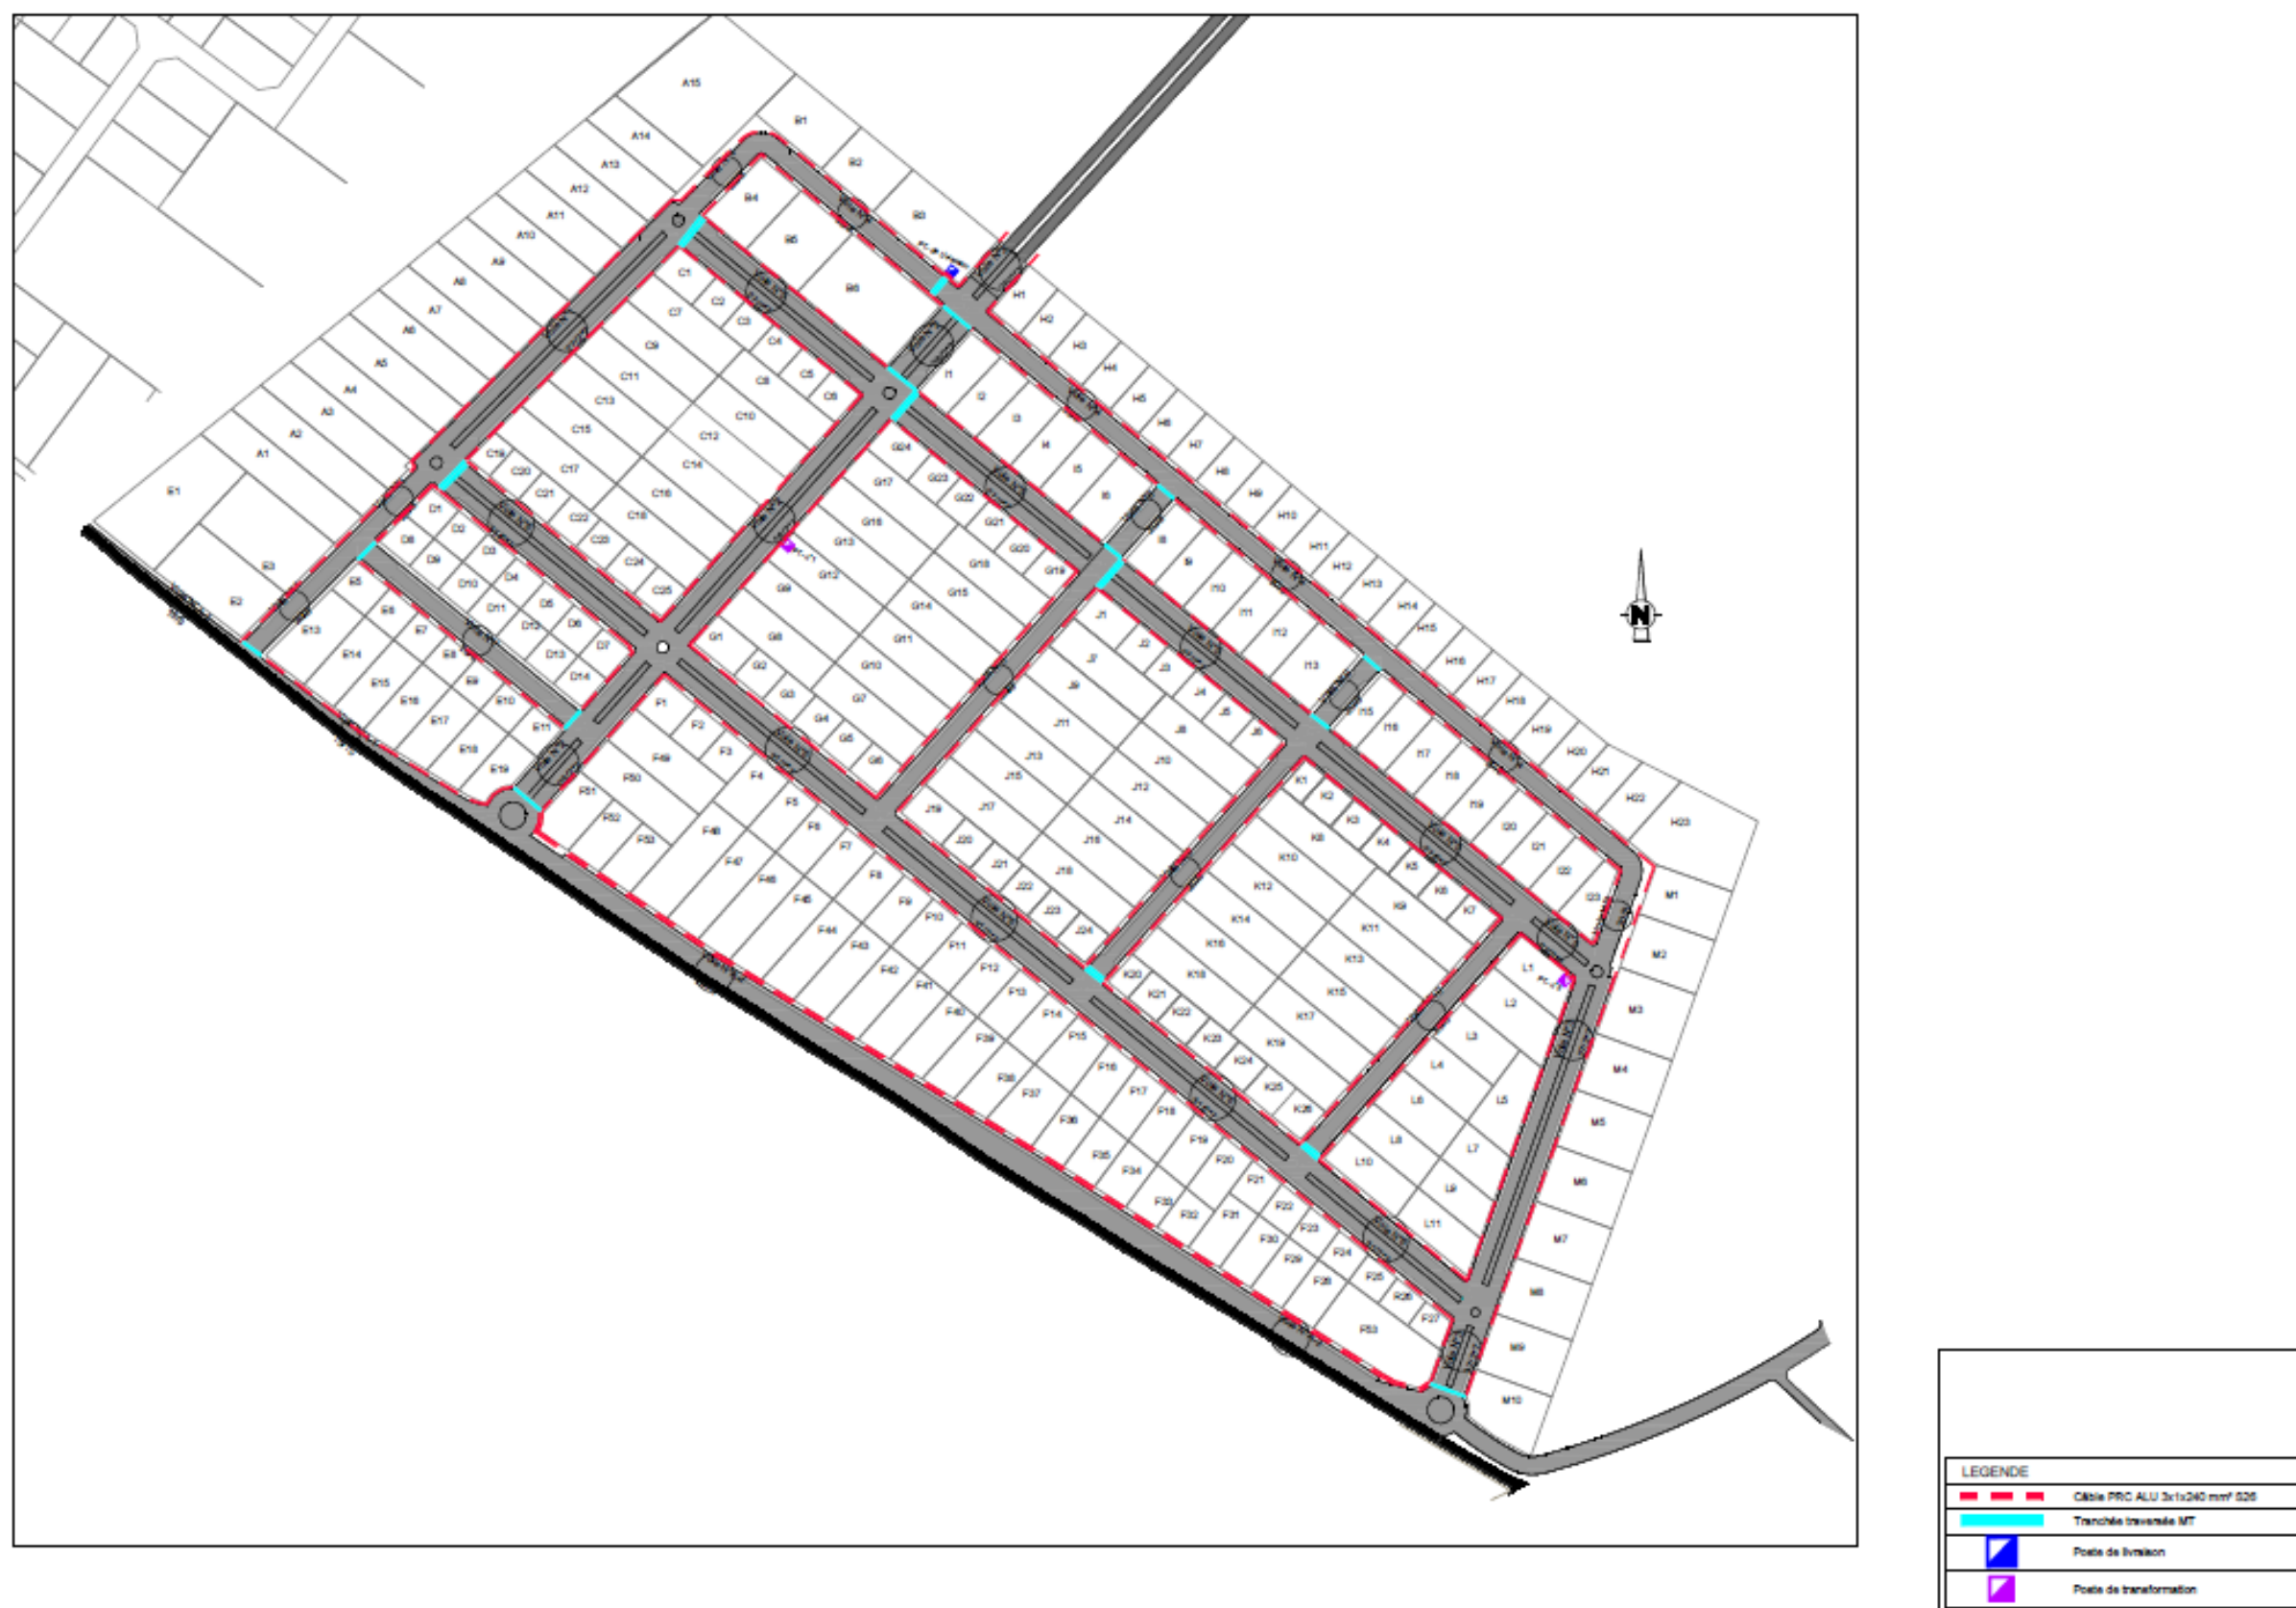 A15
B1
A14
B2
A13
A12
B4
A11
B3
A10
B5
A9
A8
C1
B6
A7
C2
H1
A6
C7
C3
H2
A5
C9
C4
H3
A4
C11
C8
C5
I1
H4
A3
C13
C6
I2
H5
A2
C15
C10
I3
H6
A1
C12
I4
H7
C19
C17
C14
G24
I5
H8
E1
C20
G23
C21
C16
G17
G22
I6
H9
D1
C22
C18
G16
G21
H10
D2
C23
G13
G20
I8
H11
D8
D3
C24
G12
G18
G19
I9
H12
D9
D4
C25
G9
G15
I10
H13
E3
D10
D5
G14
I11
H14
E5
D11
D6
G1
G8
G11
J1
I12
H15
E2
E6
D12
D7
G2
G10
J2
I13
H16
E13
E7
D13
G3
G7
J7
J3
H17
E14
E8
D14
G4
J9
J4
I15
H18
E15
E9
F1
G5
J11
J5
I16
H19
E16
E10
F2
G6
J13
J8
J6
I17
H20
E17
E11
F3
J15
J10
I18
H21
E18
F49
F4
J17
J12
K1
I19
H22
E19
F50
F5
J19
J14
K2
I20
H23
F51
F6
J20
J16
K3
I21
F52
F7
J21
J18
K8
K4
I22
F53
F48
F8
J22
K10
K5
I23
M1
F47
F9
J23
K12
K6
F46
F10
J24
K14
K9
K7
M2
F45
F11
K20
K16
K11
L1
F44
F12
K21
K18
K13
L2
M3
F43
F13
K22
K15
L3
F42
F14
K23
K17
L4
M4
F41
F15
K24
K19
L6
L5
F40
F16
K25
L8
L7
M5
F39
F17
K26
L10
L9
M6
F38
F18
L11
F37
F19
M7
F36
F20
F35
F21
M8
F34
F22
F33
F23
M9
F32
F24
F31
F25
M10
F30
R26
F29
F27
F28
F53
N
LEGENDE
Câble PRC ALU 3x1x240 mm² S26
Tranchée traversée MT
Poste de livraison
Poste de transformation